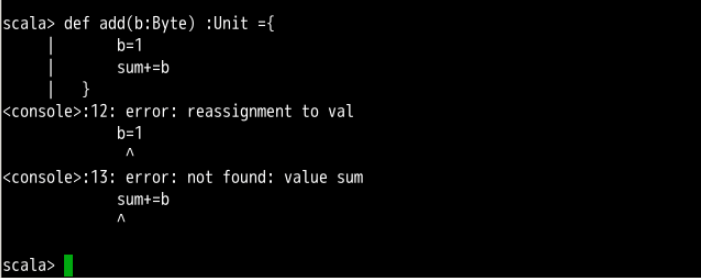 scala> def add(b:Byte) :Unit ={
     |        b=1
     |        sum+=b
     |    }
<console>:12: error: reassignment to val
              b=1
               ^
<console>:13: error: not found: value sum
              sum+=b
              ^
scala>